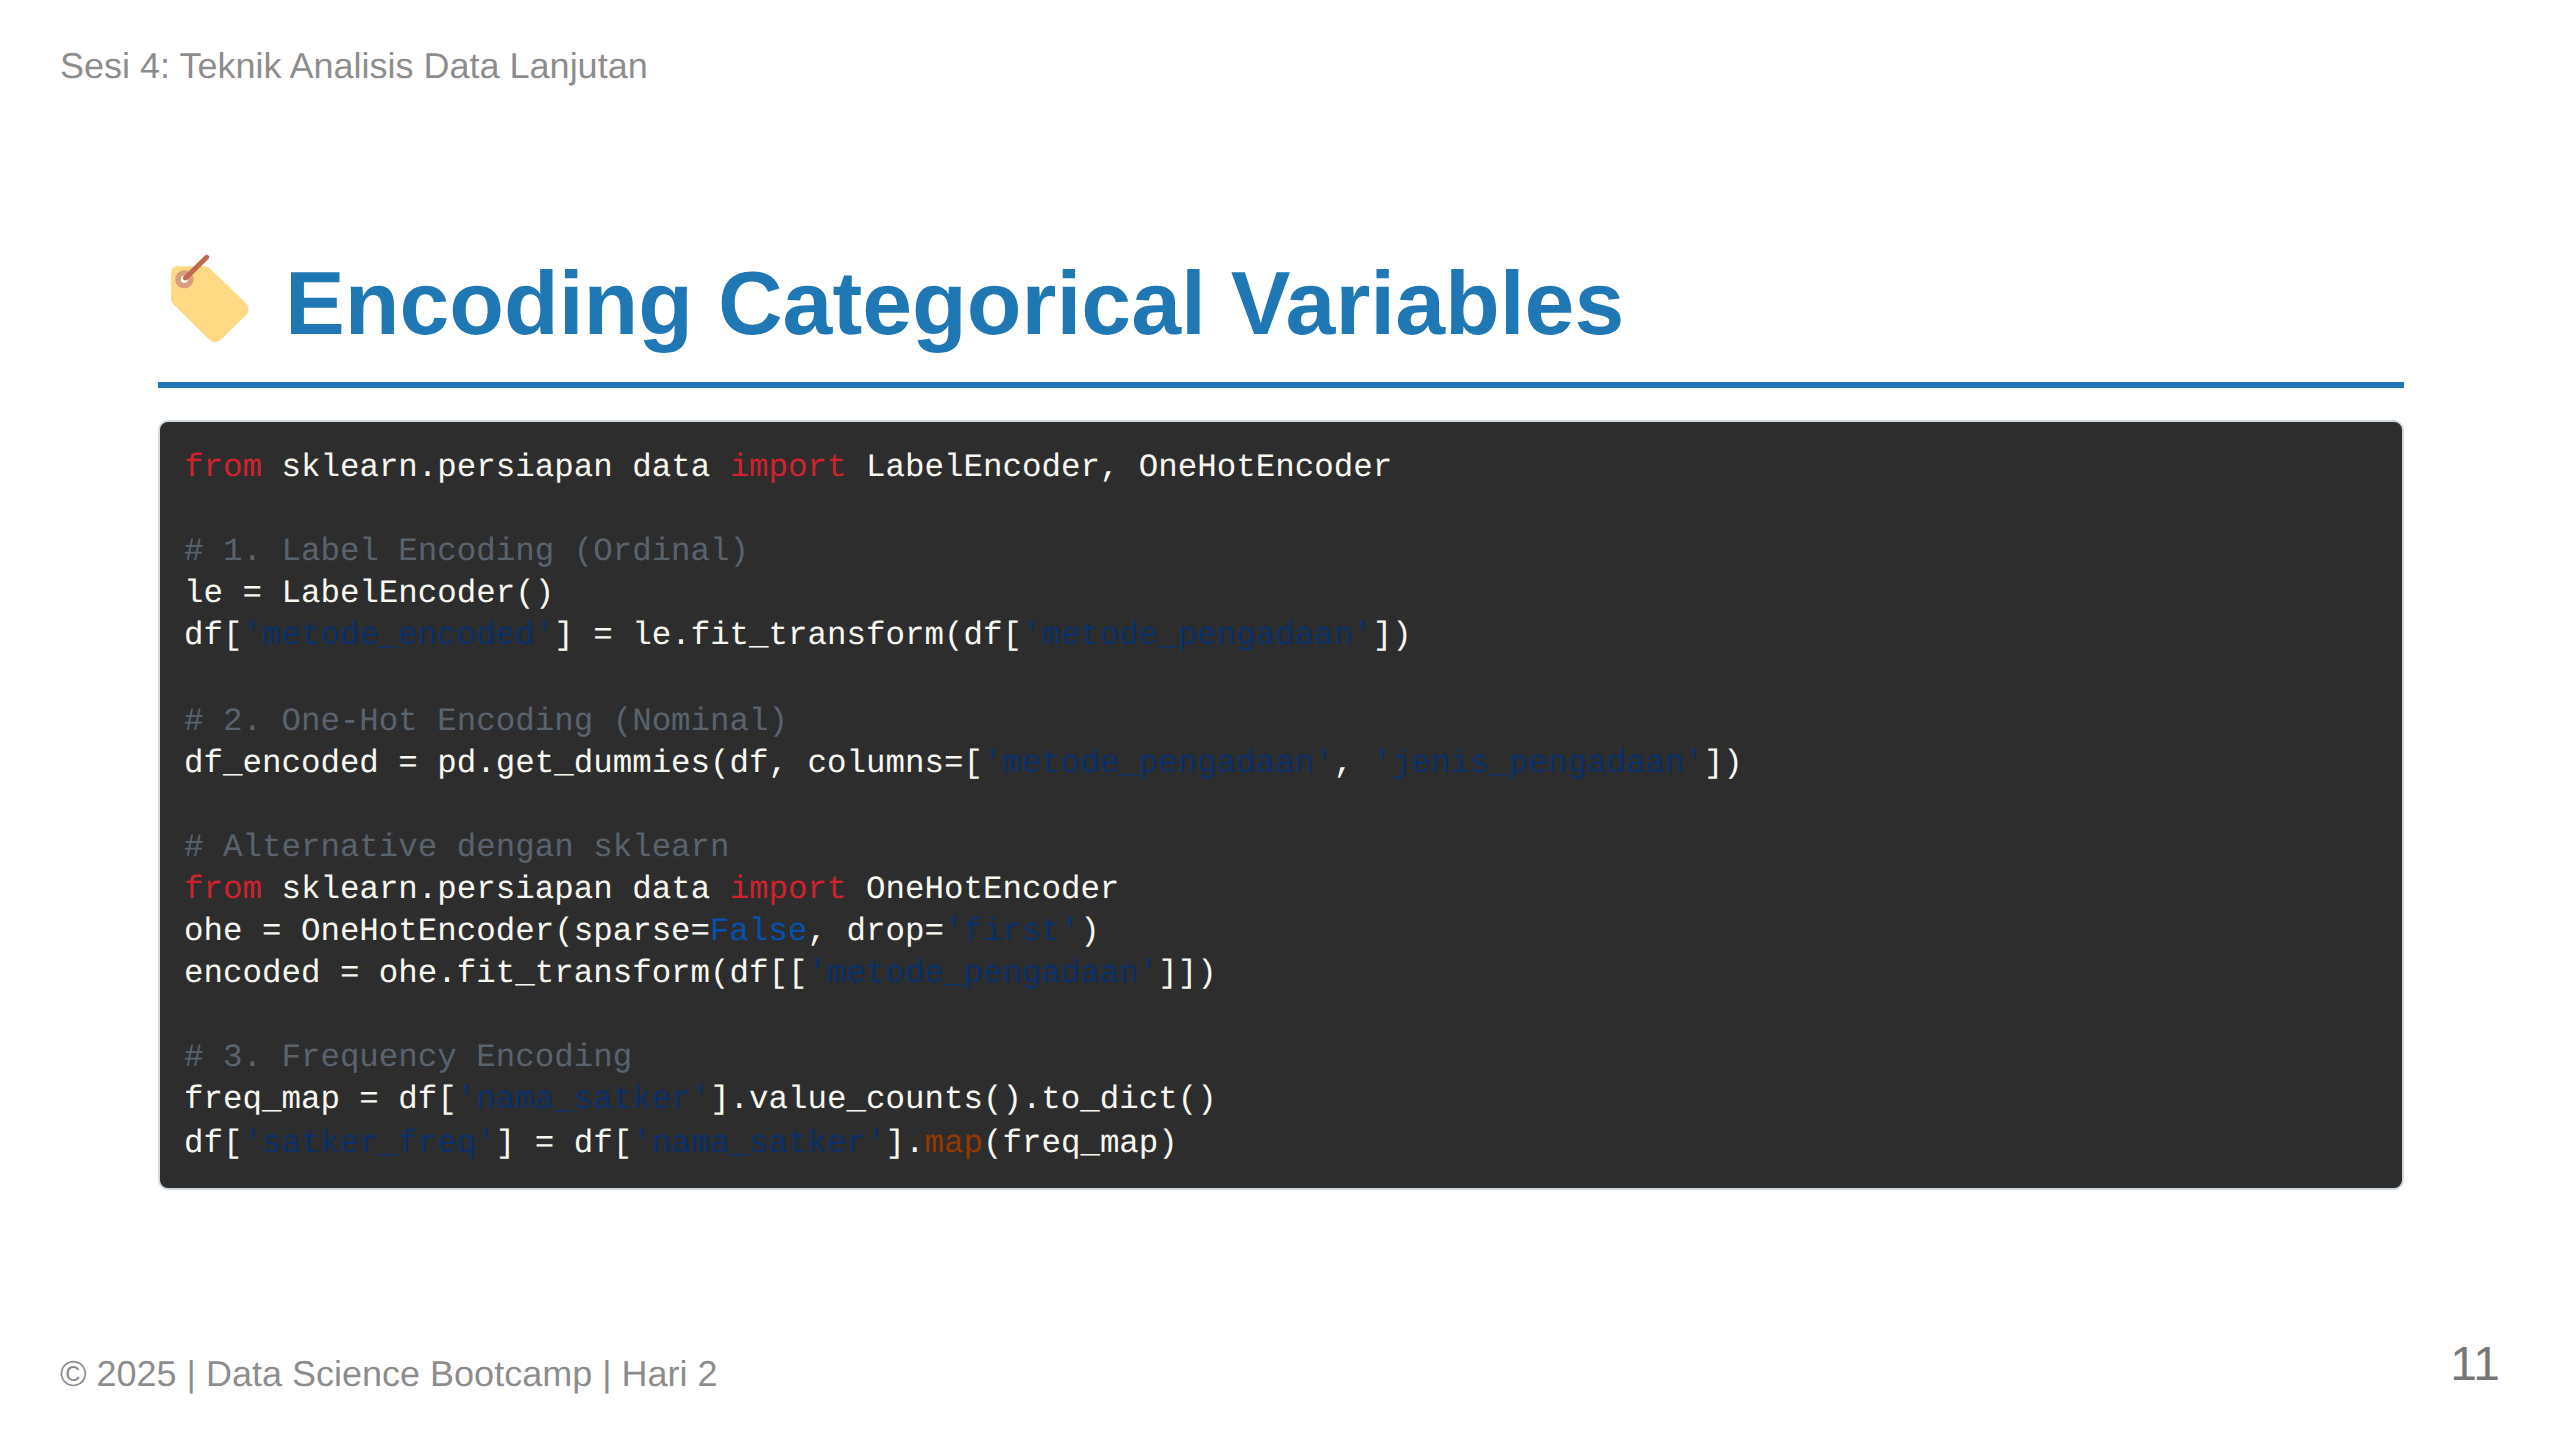 Sesi 4: Teknik Analisis Data Lanjutan
Encoding Categorical Variables
from sklearn.persiapan data import LabelEncoder, OneHotEncoder
# 1. Label Encoding (Ordinal)
le = LabelEncoder()
df['metode_encoded'] = le.fit_transform(df['metode_pengadaan'])
# 2. One-Hot Encoding (Nominal)
df_encoded = pd.get_dummies(df, columns=['metode_pengadaan', 'jenis_pengadaan'])
# Alternative dengan sklearn
from sklearn.persiapan data import OneHotEncoder
ohe = OneHotEncoder(sparse=False, drop='first')
encoded = ohe.fit_transform(df[['metode_pengadaan']])
# 3. Frequency Encoding
freq_map = df['nama_satker'].value_counts().to_dict()
df['satker_freq'] = df['nama_satker'].map(freq_map)
© 2025 | Data Science Bootcamp | Hari 2
11